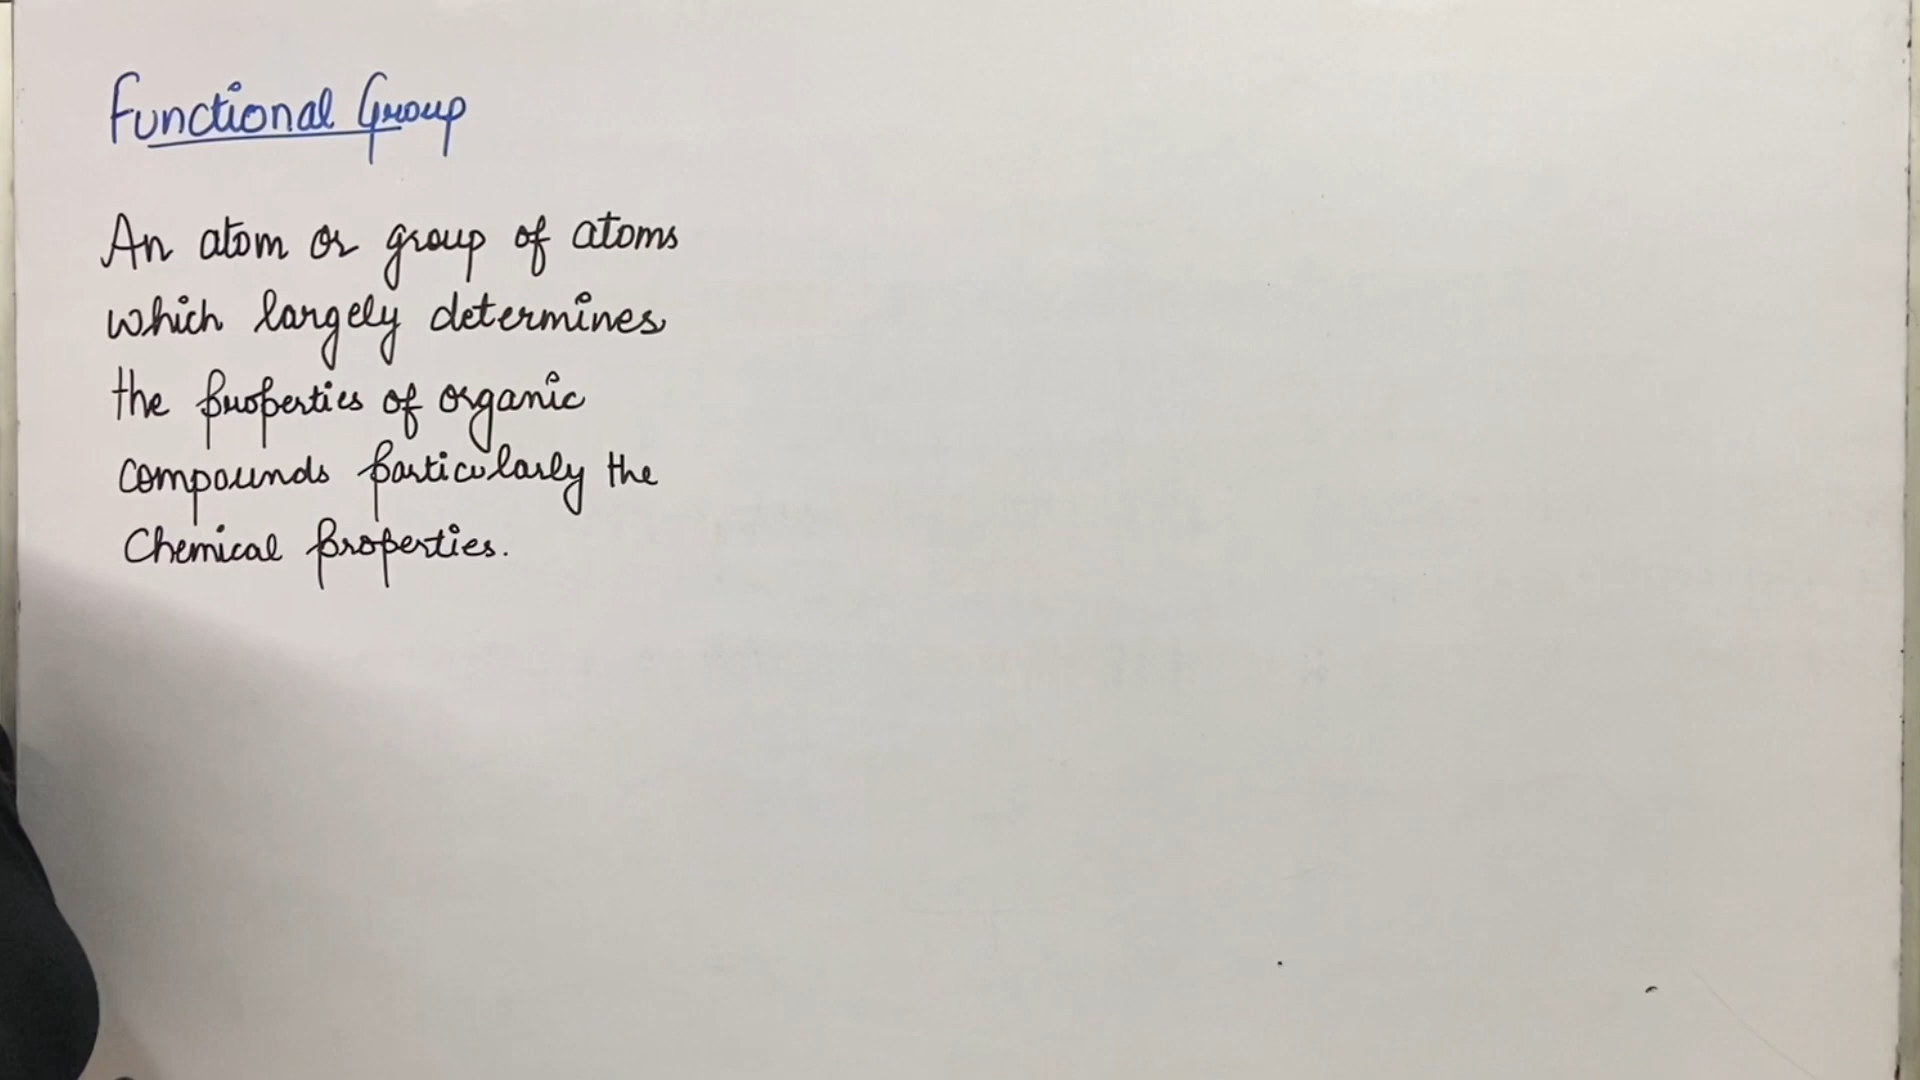 Functional Group
An atom or group of atoms
which largely determines
the properties of organic
compounds particularly the
Chemical properties.